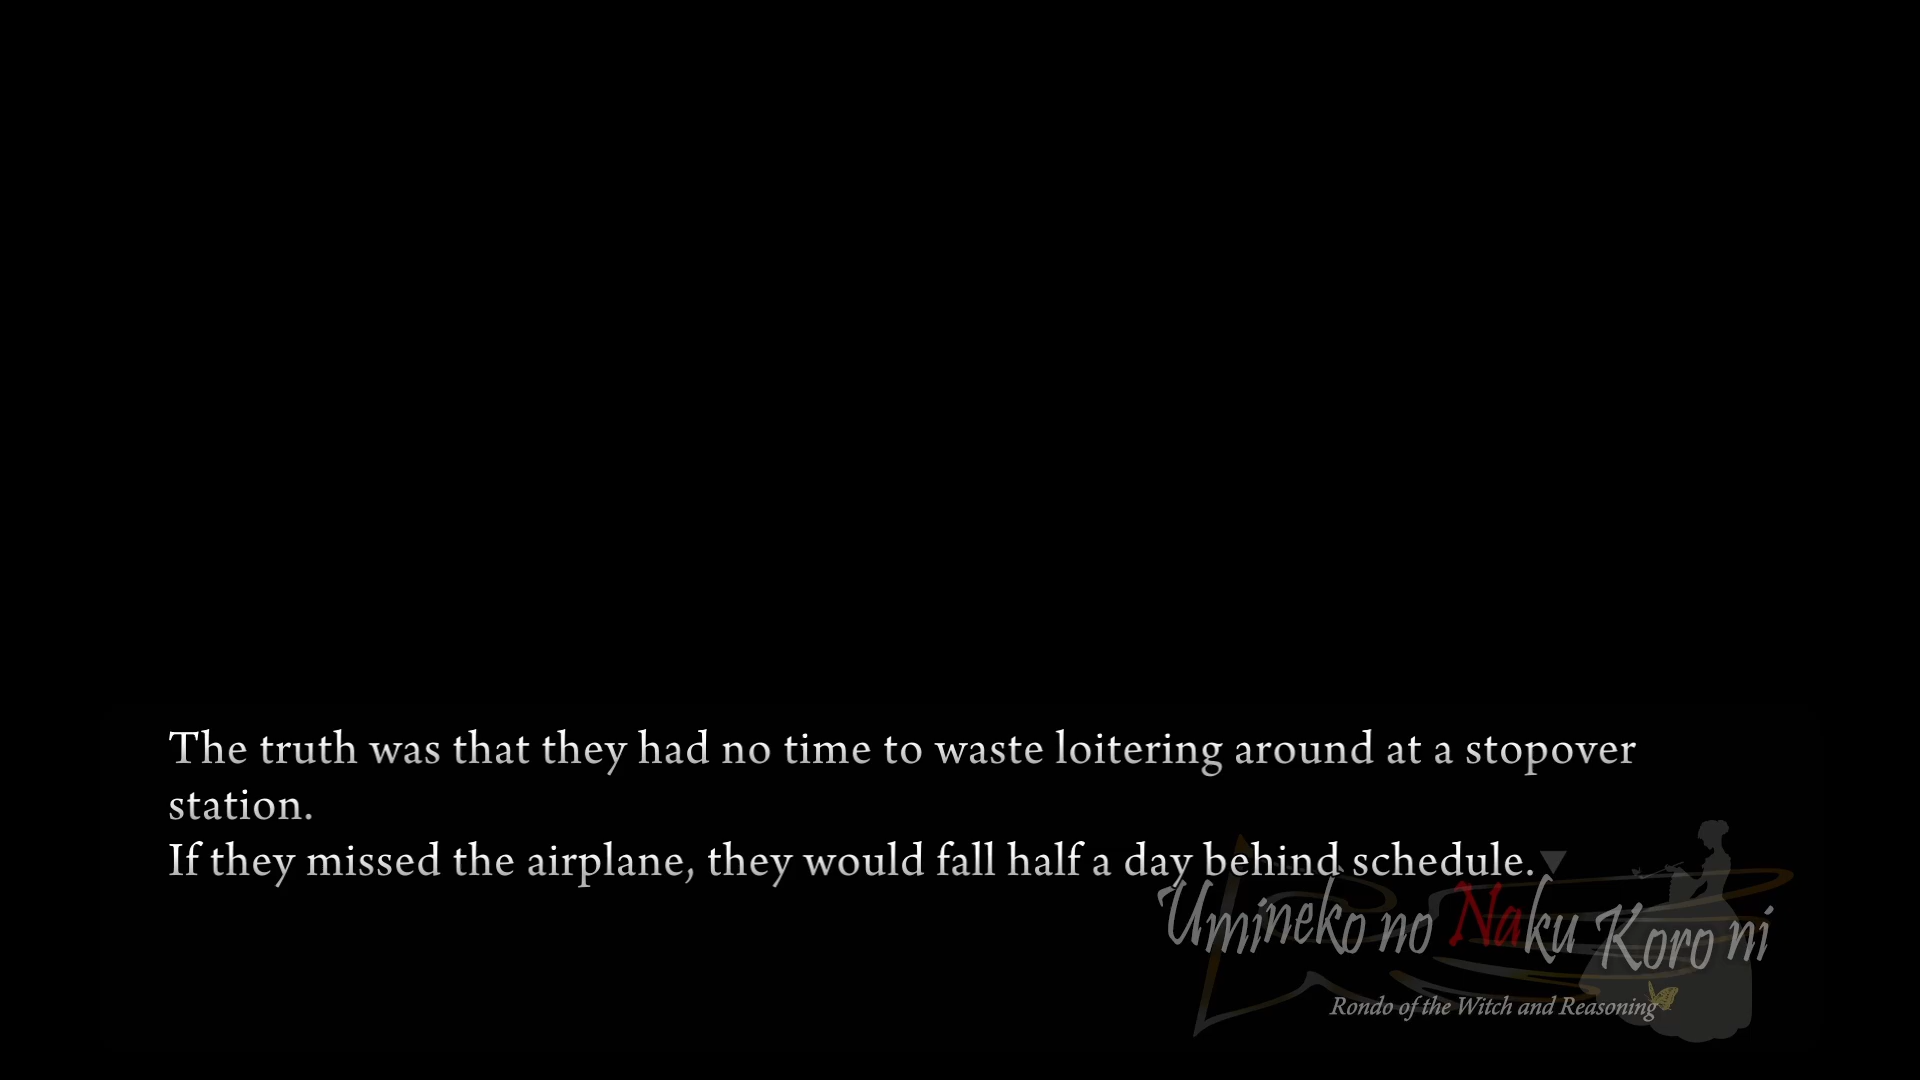 The truth was that they had no time to waste loitering around at a stopover
station.
If they missed the airplane, they would fall half a day behind schedule.
Umineko no Naku Koro ni
Rondo of the Witch and Reasoning